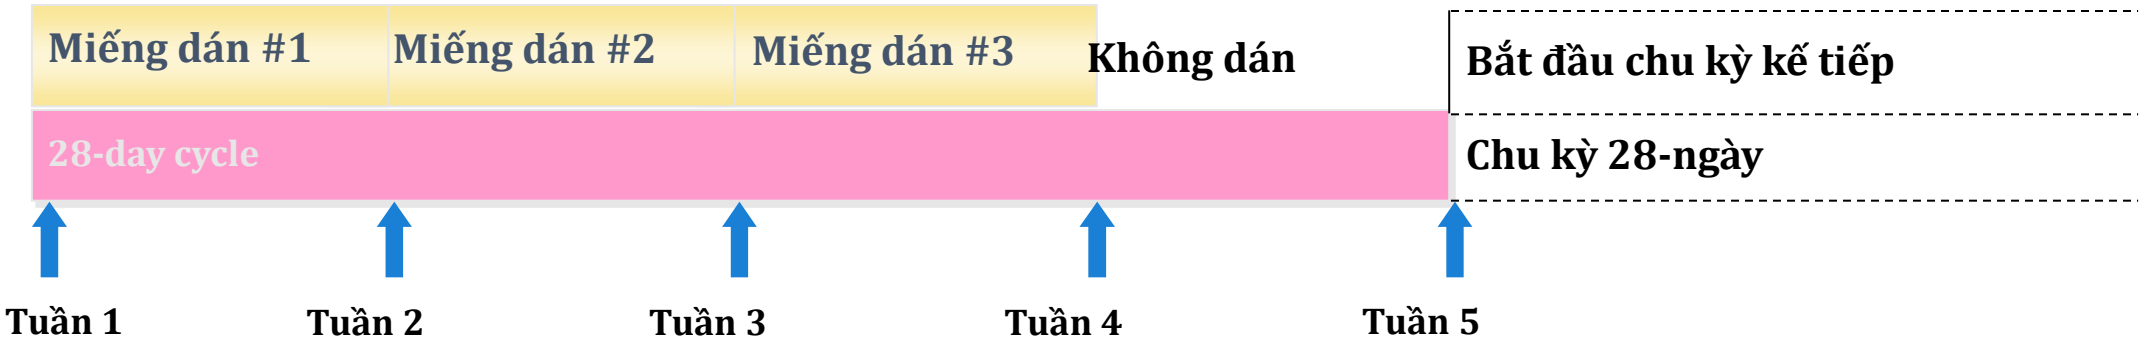 Miếng dán #1
Miếng dán #2
Miếng dán #3
Không dán
Bắt đầu chu kỳ kế tiếp
28-day cycle
Chu kỳ 28-ngày
Tuần 1
Tuần 2
Tuần 3
Tuần 4
Tuần 5